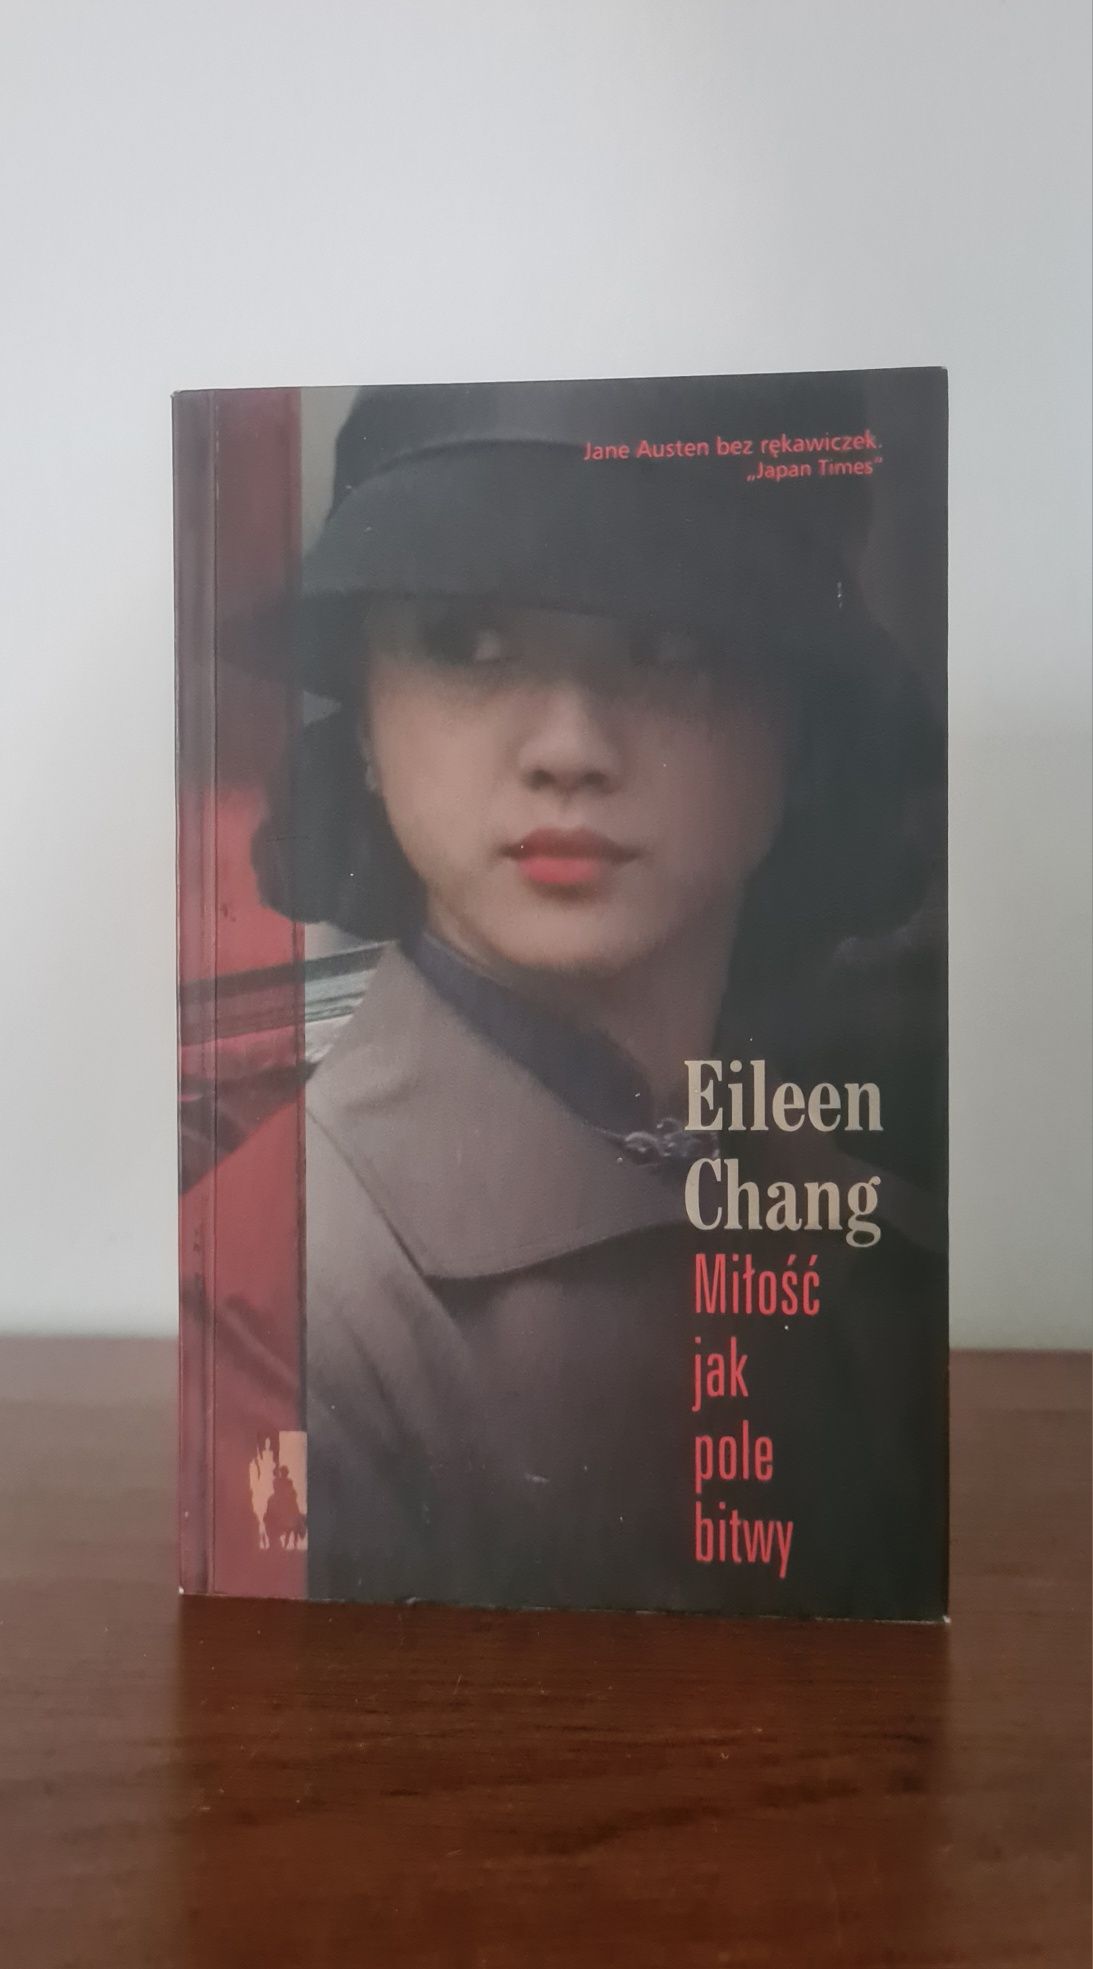 Jane Austen bez rękawiczek.
„Japan Times”
Eileen
Chang
Miłość
jak
pole
bitwy